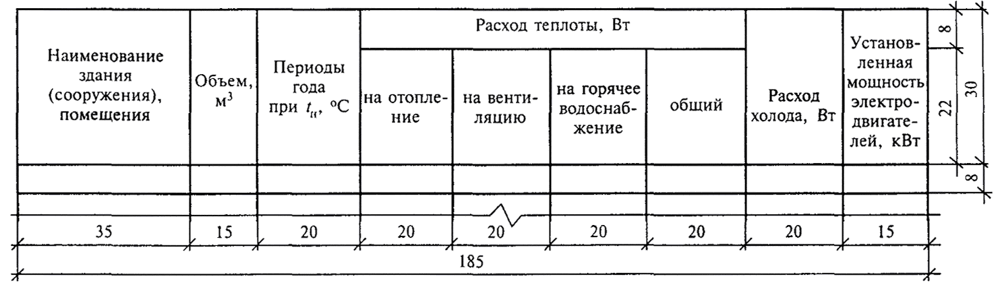 Наименование
здания
(сооружения),
помещения
Объем,
м³
Периоды
года
при tн, °С
Расход теплоты, Вт
на отопле-
ние
на венти-
ляцию
на горячее
водоснаб-
жение
общий
Расход
холода, Вт
Установ-
ленная
мощность
электро-
двигате-
лей, кВт
8
22
30
8
35
15
20
20
20
20
20
20
15
185